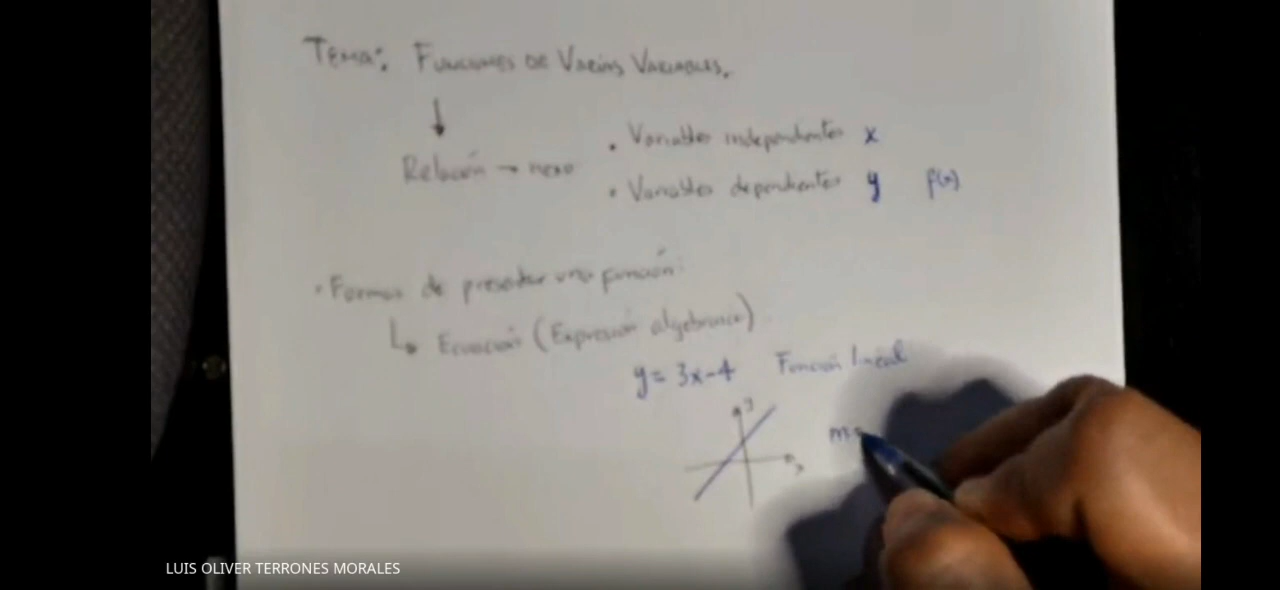 Tema: Funciones de Varias Variables.
Relación → nexo
• Variables independientes x
• Variables dependientes y f(x)
• Formas de presentar una función:
Ecuación (Expresión algebraica)
y = 3x-4 Función lineal
y
x
m=
LUIS OLIVER TERRONES MORALES